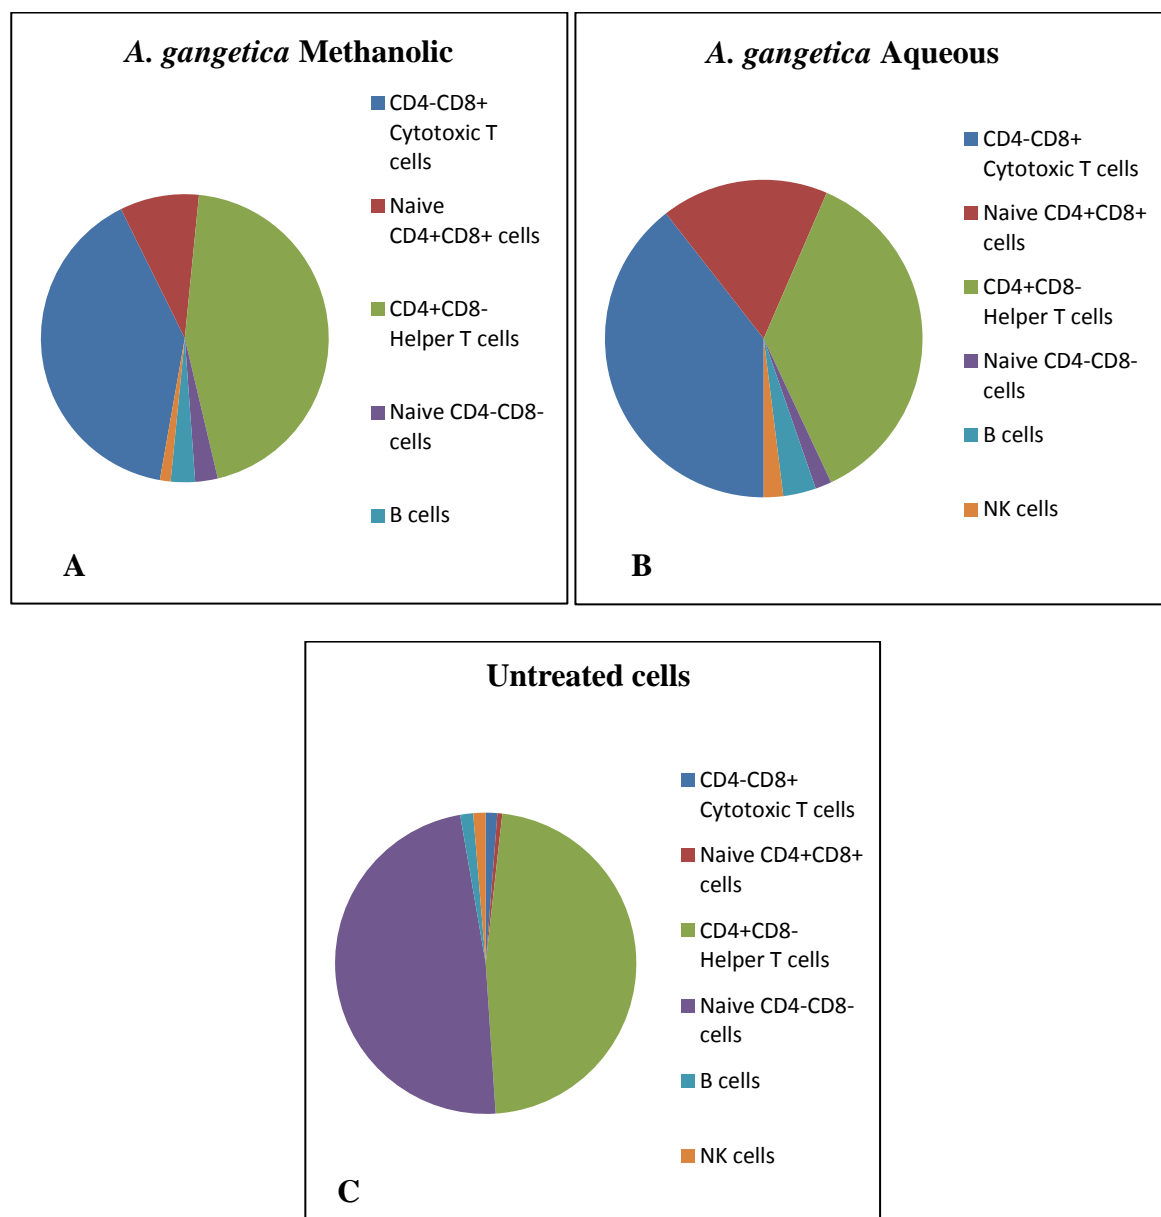 A. gangetica Methanolic
CD4-CD8+
Cytotoxic T
cells
Naive
CD4+CD8+ cells
CD4+CD8-
Helper T cells
Naive CD4-CD8-
cells
B cells
A
A. gangetica Aqueous
CD4-CD8+
Cytotoxic T cells
Naive CD4+CD8+
cells
CD4+CD8-
Helper T cells
Naive CD4-CD8-
cells
B cells
NK cells
B
Untreated cells
CD4-CD8+
Cytotoxic T cells
Naive CD4+CD8+
cells
CD4+CD8-
Helper T cells
Naive CD4-CD8-
cells
B cells
NK cells
C